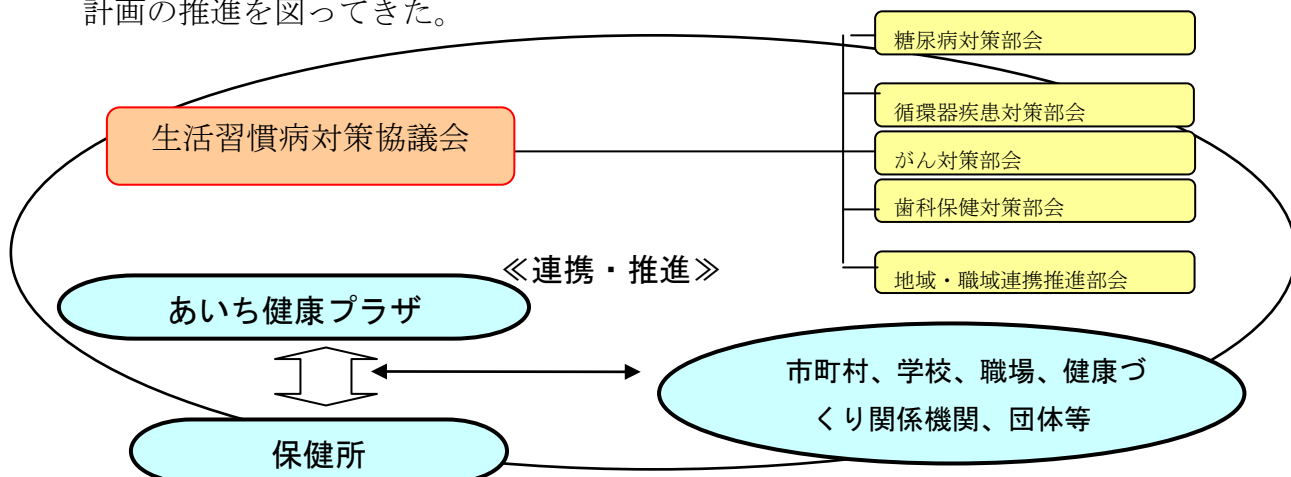 計画の推進を図ってきた。
生活習慣病対策協議会
糖尿病対策部会
循環器疾患対策部会
がん対策部会
歯科保健対策部会
地域・職域連携推進部会
≪連携・推進≫
あいち健康プラザ
市町村、学校、職場、健康づ
くり関係機関、団体等
保健所